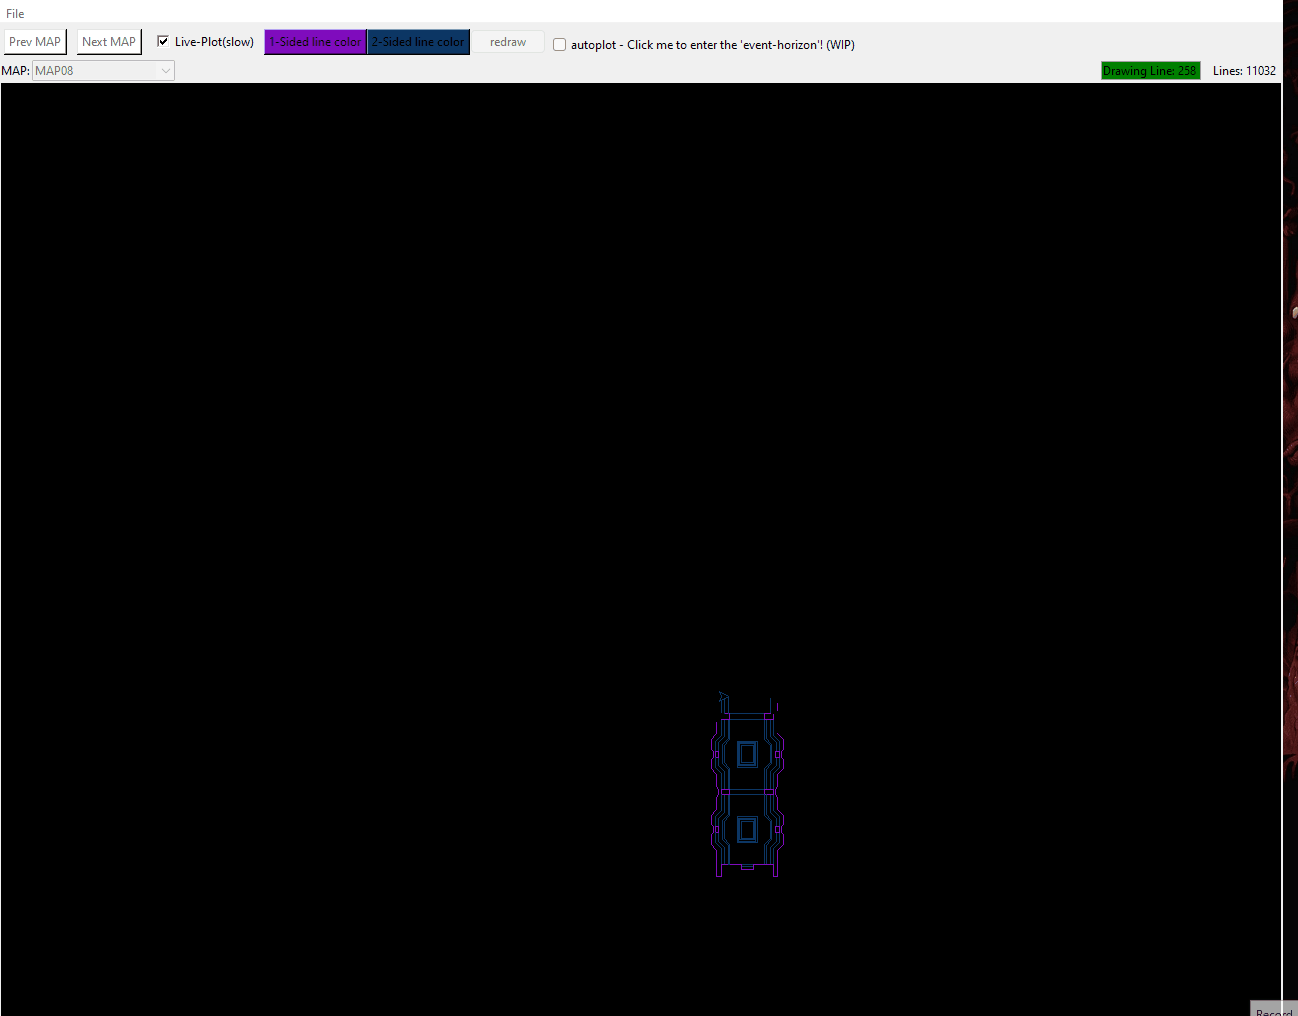 File
Prev MAP Next MAP Live-Plot(slow) 1-Sided line color 2-Sided line color redraw autoplot - Click me to enter the 'event-horizon'! (WIP)
MAP: MAP08 Drawing Line: 258 Lines: 11032
Record